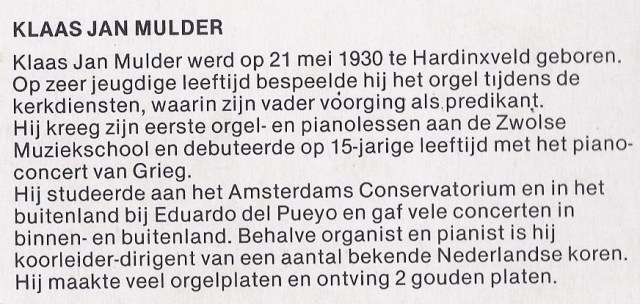 KLAAS JAN MULDER
Klaas Jan Mulder werd op 21 mei 1930 te Hardinxveld geboren.
Op zeer jeugdige leeftijd bespeelde hij het orgel tijdens de
kerkdiensten, waarin zijn vader voorging als predikant.
Hij kreeg zijn eerste orgel- en pianolessen aan de Zwolse
Muziekschool en debuteerde op 15-jarige leeftijd met het piano-
concert van Grieg.
Hij studeerde aan het Amsterdams Conservatorium en in het
buitenland bij Eduardo del Pueyo en gaf vele concerten in
binnen- en buitenland. Behalve organist en pianist is hij
koorleider-dirigent van een aantal bekende Nederlandse koren.
Hij maakte veel orgelplaten en ontving 2 gouden platen.